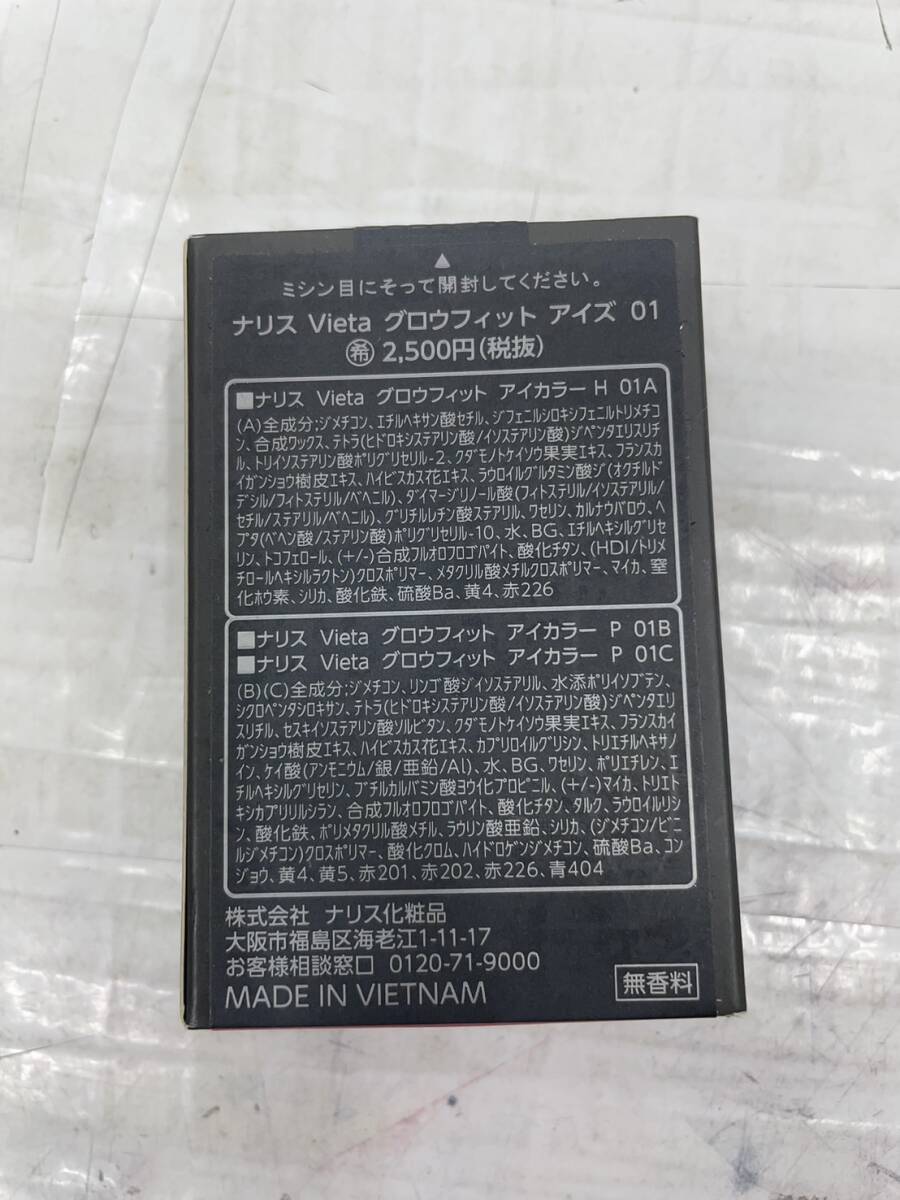 ▲
ミシン目にそって開封してください。
ナリス Vieta グロウフィット アイズ 01
㊒希 2,500円(税抜)
■ナリス Vieta グロウフィット アイカラー H 01A
(A)全成分:ジメチコン、エチルヘキサン酸セチル、ジフェニルシロキシフェニルトリメチコ
ン、合成ワックス、テトラ(ヒドロキシステアリン酸/イソステアリン酸)ジペンタエリスリチ
ル、トリイソステアリン酸ポリグリセリル-2、クダモノトケイソウ果実エキス、フランスカ
イガンショウ樹皮エキス、ハイビスカス花エキス、ラウロイルグルタミン酸ジ(オクチルド
デシル/フィトステリル/ベヘニル)、ダイマージリノール酸(フィトステリル/イソステアリル/
セチル/ステアリル/ベヘニル)、グリチルレチン酸ステアリル、ワセリン、カルナウバロウ、ヘ
プタ(ベヘン酸/ステアリン酸)ポリグリセリル-10、水、BG、エチルヘキシルグリセ
リン、トコフェロール、(+/-)合成フルオロフロゴパイト、酸化チタン、(HDI/トリメ
チロールヘキシルラクトン)クロスポリマー、メタクリル酸メチルクロスポリマー、マイカ、窒
化ホウ素、シリカ、酸化鉄、硫酸Ba、黄4、赤226
■ナリス Vieta グロウフィット アイカラー P 01B
■ナリス Vieta グロウフィット アイカラー P 01C
(B)(C)全成分:ジメチコン、リンゴ酸ジイソステアリル、水添ポリイソブテン、
シクロペンタシロキサン、テトラ(ヒドロキシステアリン酸/イソステアリン酸)ジペンタエリ
スリチル、セスキイソステアリン酸ソルビタン、クダモノトケイソウ果実エキス、フランスカイ
ガンショウ樹皮エキス、ハイビスカス花エキス、カプリロイルグリシン、トリエチルヘキサノ
イン、ケイ酸(アンモニウム/銀/亜鉛/Al)、水、BG、ワセリン、ポリエチレン、エ
チルヘキシルグリセリン、ブチルカルバミン酸ヨウ化プロピニル、(+/-)マイカ、トリエト
キシカプリリルシラン、合成フルオロフロゴパイト、酸化チタン、タルク、ラウロイルリシ
ン、酸化鉄、ポリメタクリル酸メチル、ラウリン酸亜鉛、シリカ、(ジメチコン/ビニ
ルジメチコン)クロスポリマー、酸化クロム、ハイドロゲンジメチコン、硫酸Ba、コン
ジョウ、黄4、黄5、赤201、赤202、赤226、青404
株式会社 ナリス化粧品
大阪市福島区海老江1-11-17
お客様相談窓口 0120-71-9000
MADE IN VIETNAM
無香料